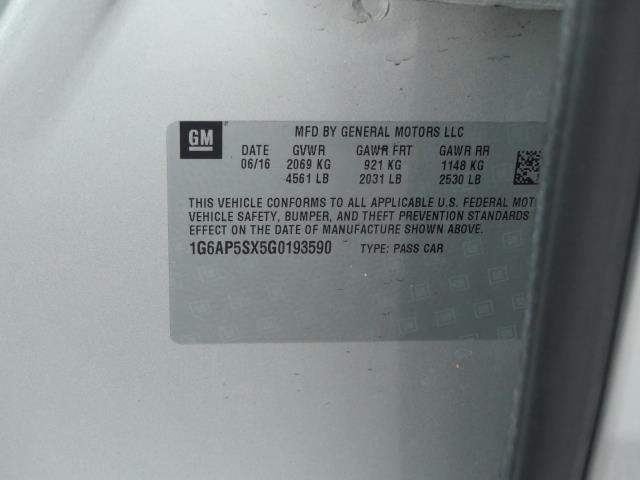 GM
MFD BY GENERAL MOTORS LLC
DATE GVWR GAWR FRT GAWR RR
06/16 2069 KG 921 KG 1148 KG
4561 LB 2031 LB 2530 LB
THIS VEHICLE CONFORMS TO ALL APPLICABLE U.S. FEDERAL MOT
VEHICLE SAFETY, BUMPER, AND THEFT PREVENTION STANDARDS
EFFECT ON THE DATE OF MANUFACTURE SHOWN ABOVE.
1G6AP5SX5G0193590 TYPE: PASS CAR